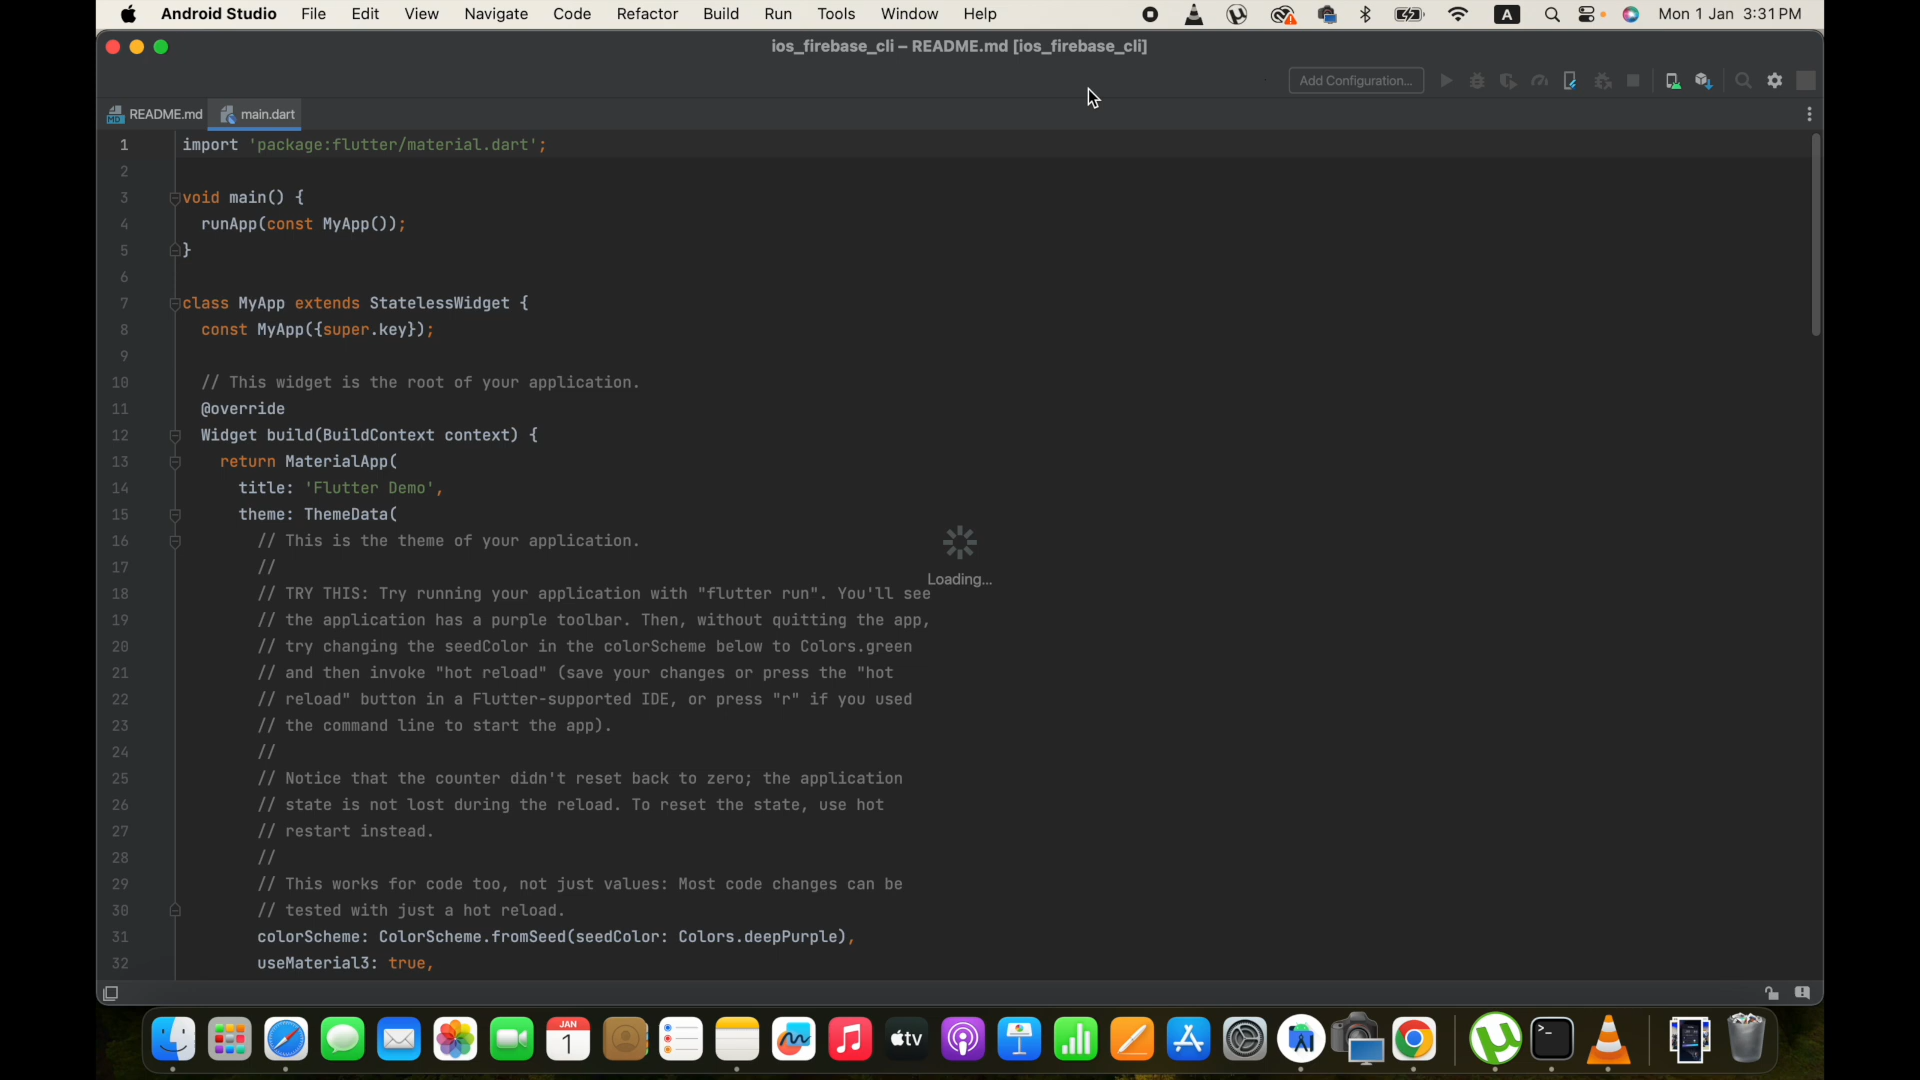 Android Studio File Edit View Navigate Code Refactor Build Run Tools Window Help A Mon 1 Jan 3:31 PM
ios_firebase_cli – README.md [ios_firebase_cli]
Add Configuration...
MD README.md main.dart
1 import 'package:flutter/material.dart';
2
3 void main() {
4 runApp(const MyApp());
5 }
6
7 class MyApp extends StatelessWidget {
8 const MyApp({super.key});
9
10 // This widget is the root of your application.
11 @override
12 Widget build(BuildContext context) {
13 return MaterialApp(
14 title: 'Flutter Demo',
15 theme: ThemeData(
16 // This is the theme of your application.
17 //
Loading...
18 // TRY THIS: Try running your application with "flutter run". You'll see
19 // the application has a purple toolbar. Then, without quitting the app,
20 // try changing the seedColor in the colorScheme below to Colors.green
21 // and then invoke "hot reload" (save your changes or press the "hot
22 // reload" button in a Flutter-supported IDE, or press "r" if you used
23 // the command line to start the app).
24 //
25 // Notice that the counter didn't reset back to zero; the application
26 // state is not lost during the reload. To reset the state, use hot
27 // restart instead.
28 //
29 // This works for code too, not just values: Most code changes can be
30 // tested with just a hot reload.
31 colorScheme: ColorScheme.fromSeed(seedColor: Colors.deepPurple),
32 useMaterial3: true,
JAN
1
tv